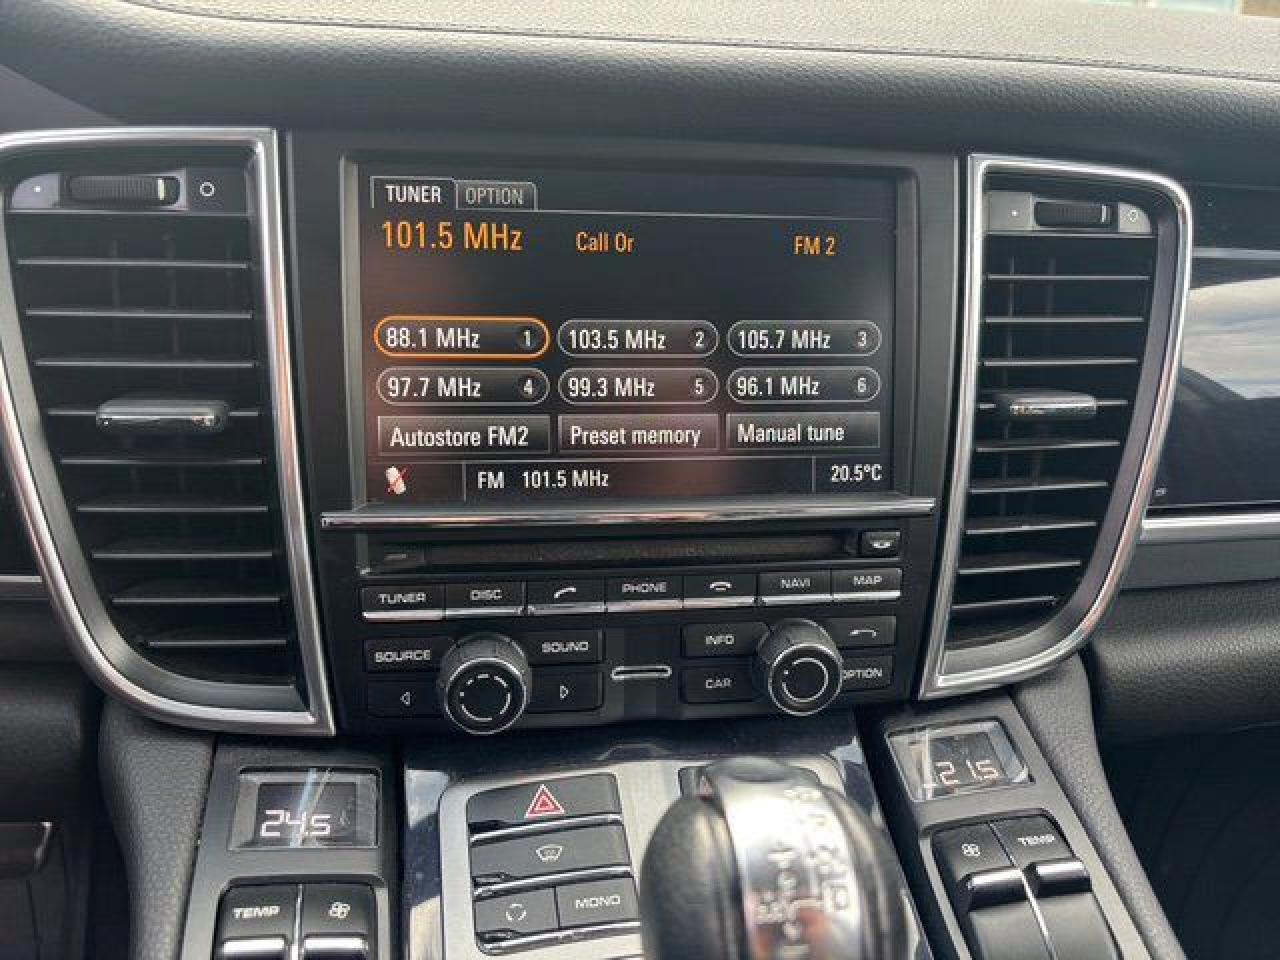 TUNER OPTION
101.5 MHz Call Or FM 2
88.1 MHz 1 103.5 MHz 2 105.7 MHz 3
97.7 MHz 4 99.3 MHz 5 96.1 MHz 6
Autostore FM2 Preset memory Manual tune
FM 101.5 MHz 20.5°C
TUNER DISC PHONE NAVI MAP
SOURCE SOUND INFO
CAR OPTION
24.5 21.5
TEMP MONO TEMP